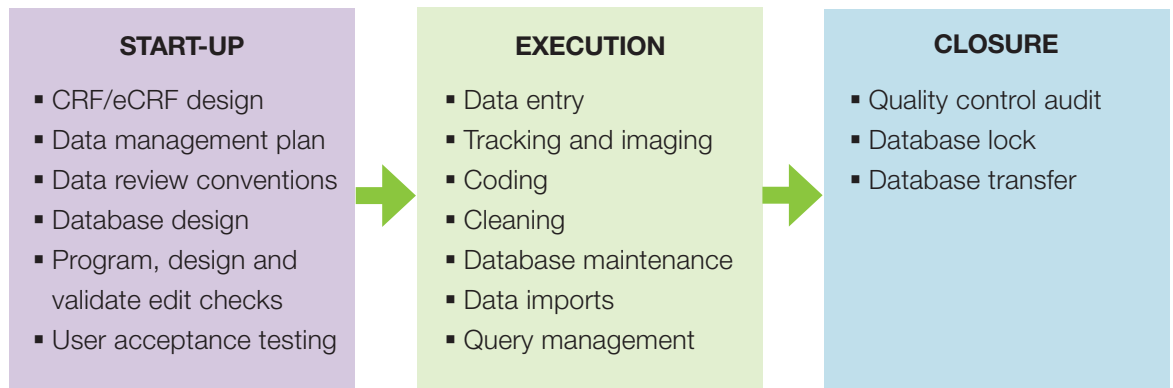 START-UP
▪ CRF/eCRF design
▪ Data management plan
▪ Data review conventions
▪ Database design
▪ Program, design and
validate edit checks
▪ User acceptance testing
EXECUTION
▪ Data entry
▪ Tracking and imaging
▪ Coding
▪ Cleaning
▪ Database maintenance
▪ Data imports
▪ Query management
CLOSURE
▪ Quality control audit
▪ Database lock
▪ Database transfer